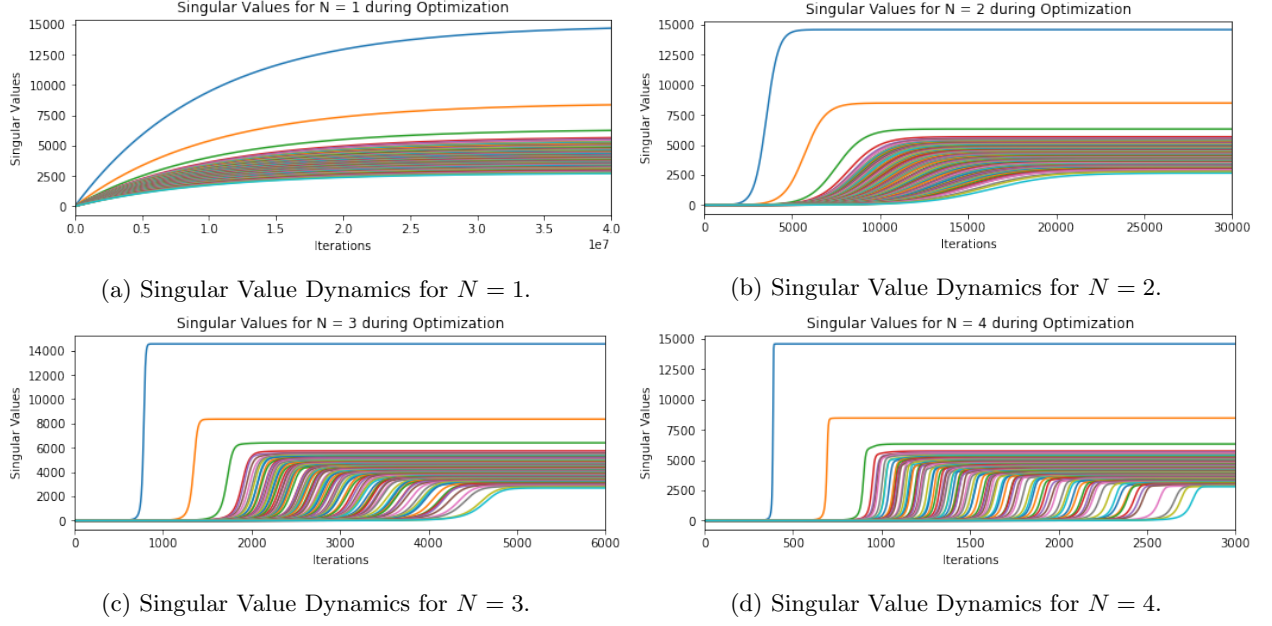 Singular Values for N = 1 during Optimization
15000
12500
10000
7500
5000
2500
0
Singular Values
0.0 0.5 1.0 1.5 2.0 2.5 3.0 3.5 4.0
Iterations
1e7
(a) Singular Value Dynamics for N = 1.
Singular Values for N = 2 during Optimization
15000
12500
10000
7500
5000
2500
0
Singular Values
0 5000 10000 15000 20000 25000 30000
Iterations
(b) Singular Value Dynamics for N = 2.
Singular Values for N = 3 during Optimization
14000
12000
10000
8000
6000
4000
2000
0
Singular Values
0 1000 2000 3000 4000 5000 6000
Iterations
(c) Singular Value Dynamics for N = 3.
Singular Values for N = 4 during Optimization
15000
12500
10000
7500
5000
2500
0
Singular Values
0 500 1000 1500 2000 2500 3000
Iterations
(d) Singular Value Dynamics for N = 4.